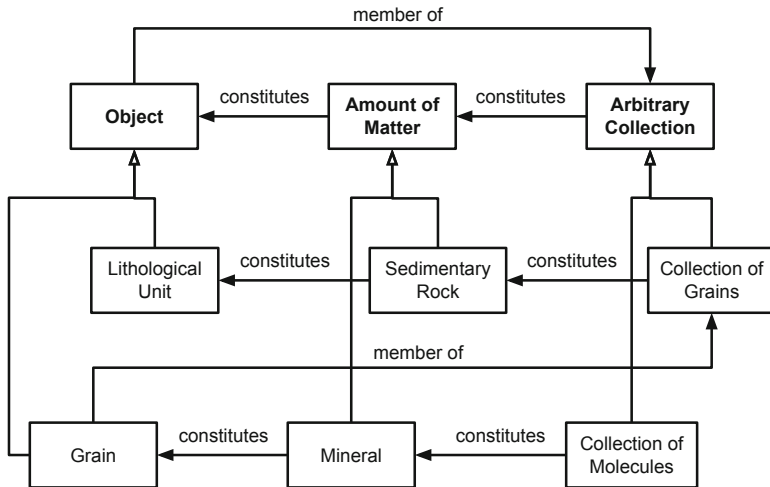 member of
Object
constitutes
Amount of
Matter
constitutes
Arbitrary
Collection
Lithological
Unit
constitutes
Sedimentary
Rock
constitutes
Collection of
Grains
member of
Grain
constitutes
Mineral
constitutes
Collection of
Molecules